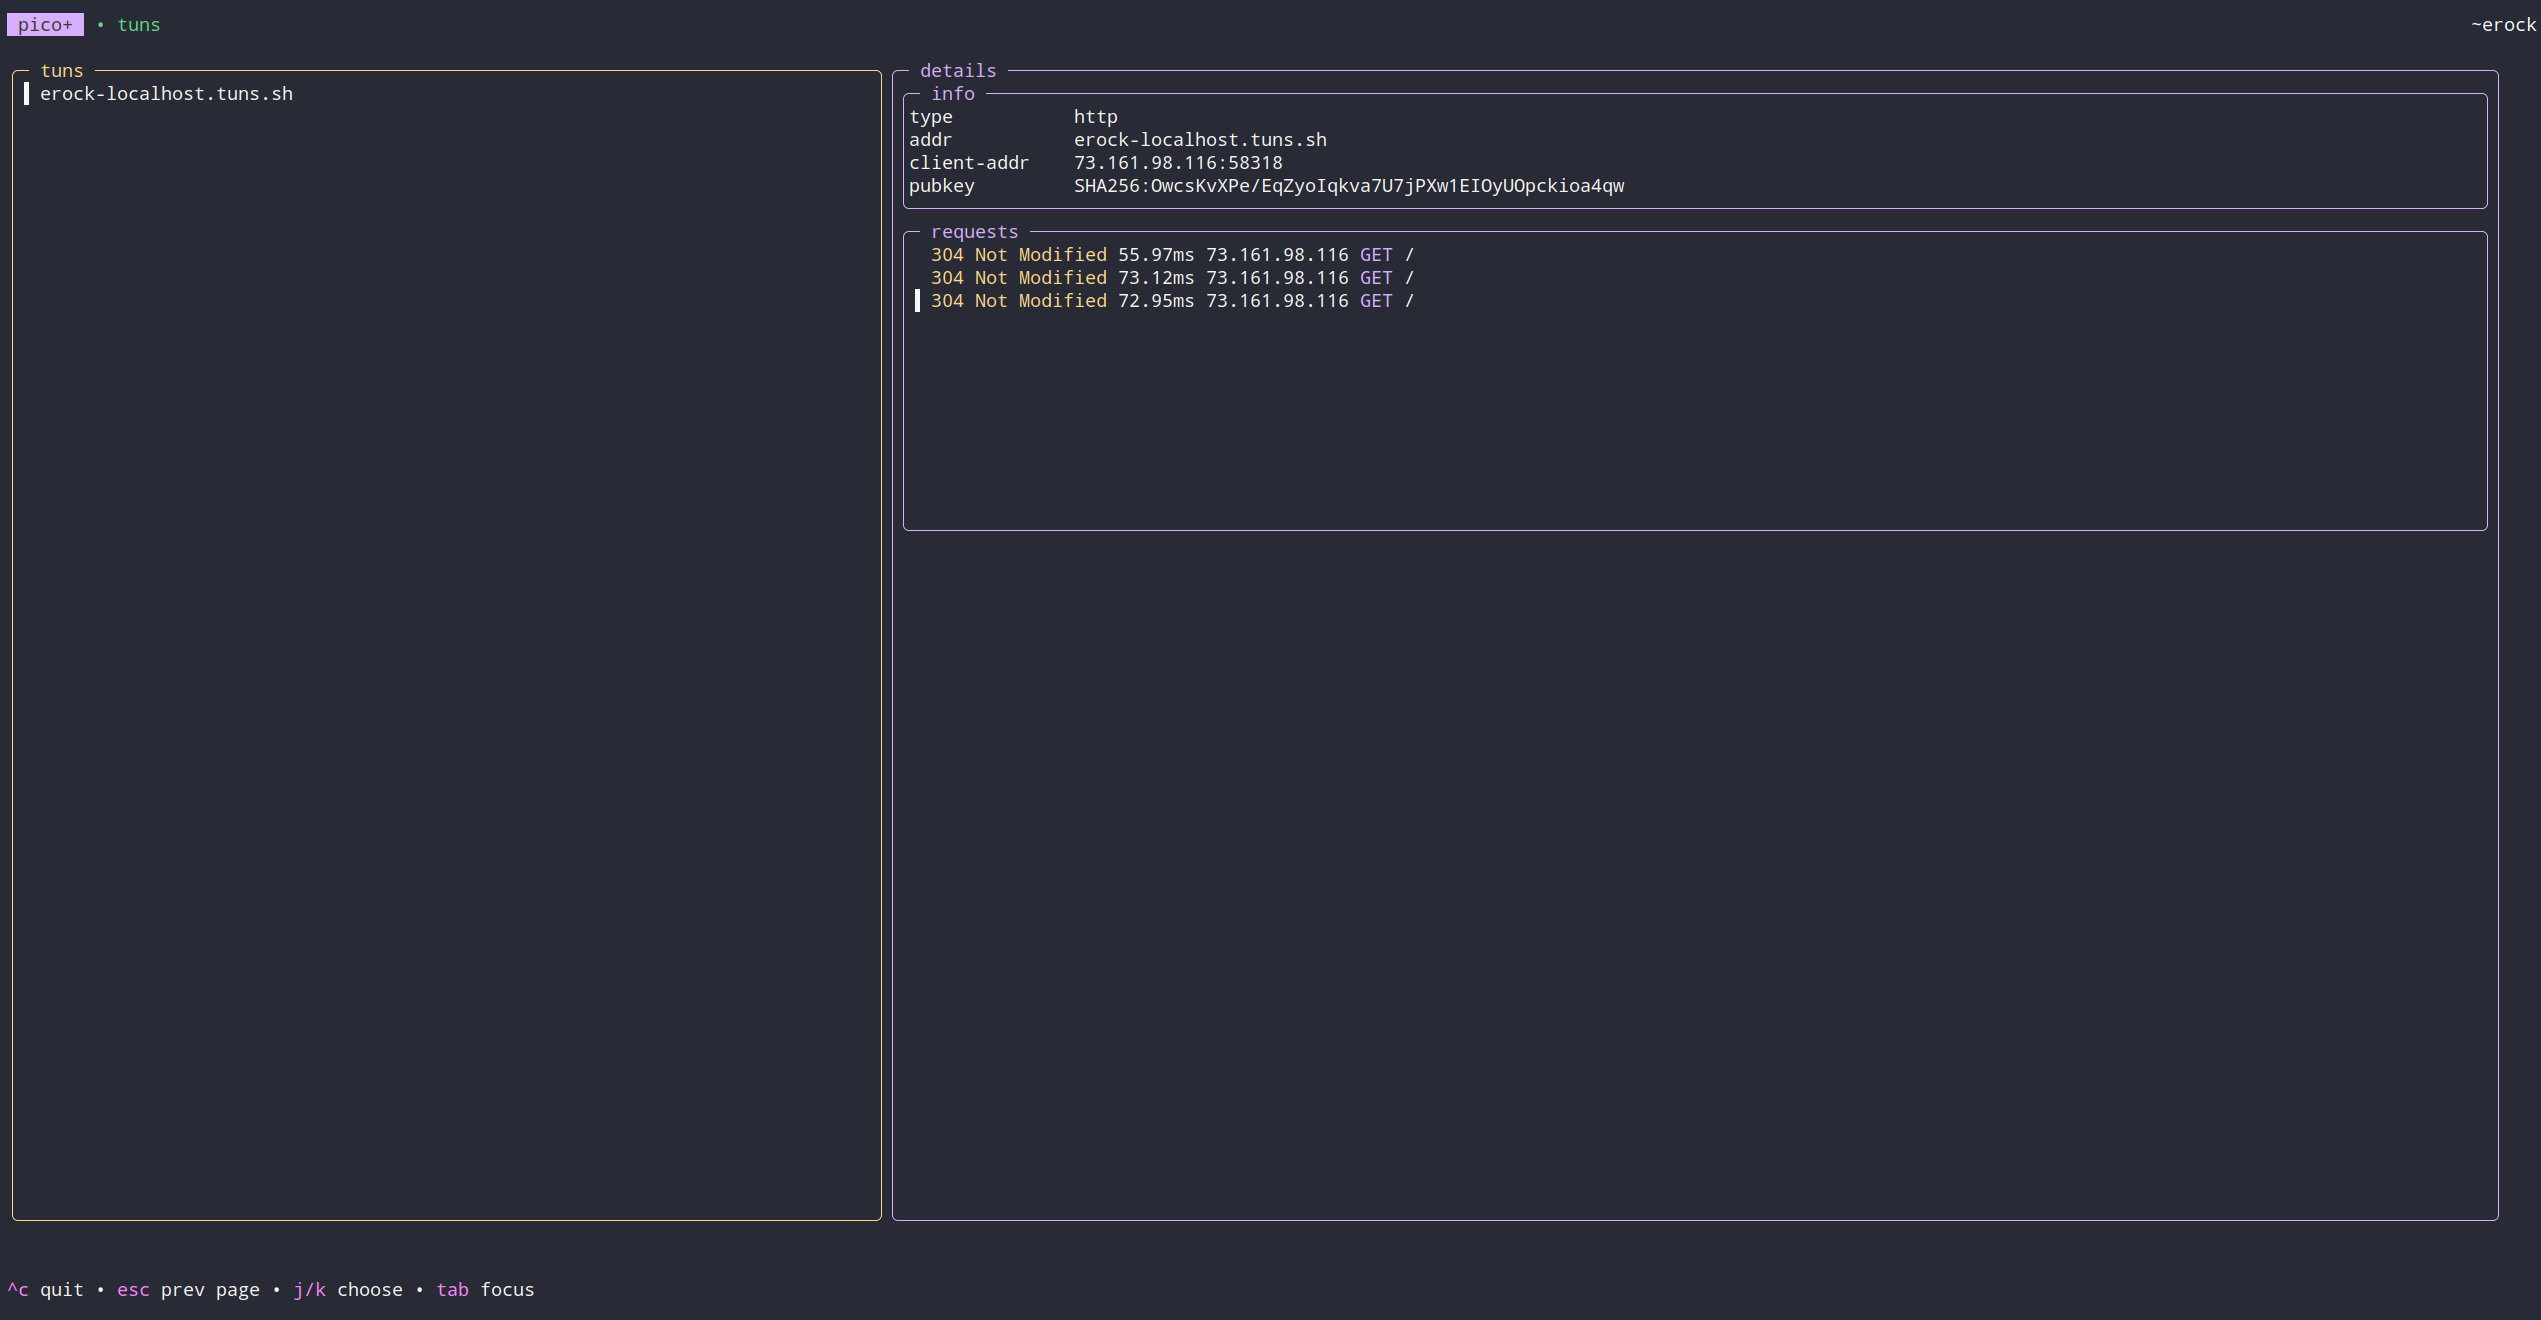 pico+ • tuns ~erock
tuns
erock-localhost.tuns.sh
details
info
type http
addr erock-localhost.tuns.sh
client-addr 73.161.98.116:58318
pubkey SHA256:OwcsKvXPe/EqZyoIqkva7U7jPXw1EIOyUOpckioa4qw
requests
304 Not Modified 55.97ms 73.161.98.116 GET /
304 Not Modified 73.12ms 73.161.98.116 GET /
304 Not Modified 72.95ms 73.161.98.116 GET /
^c quit • esc prev page • j/k choose • tab focus